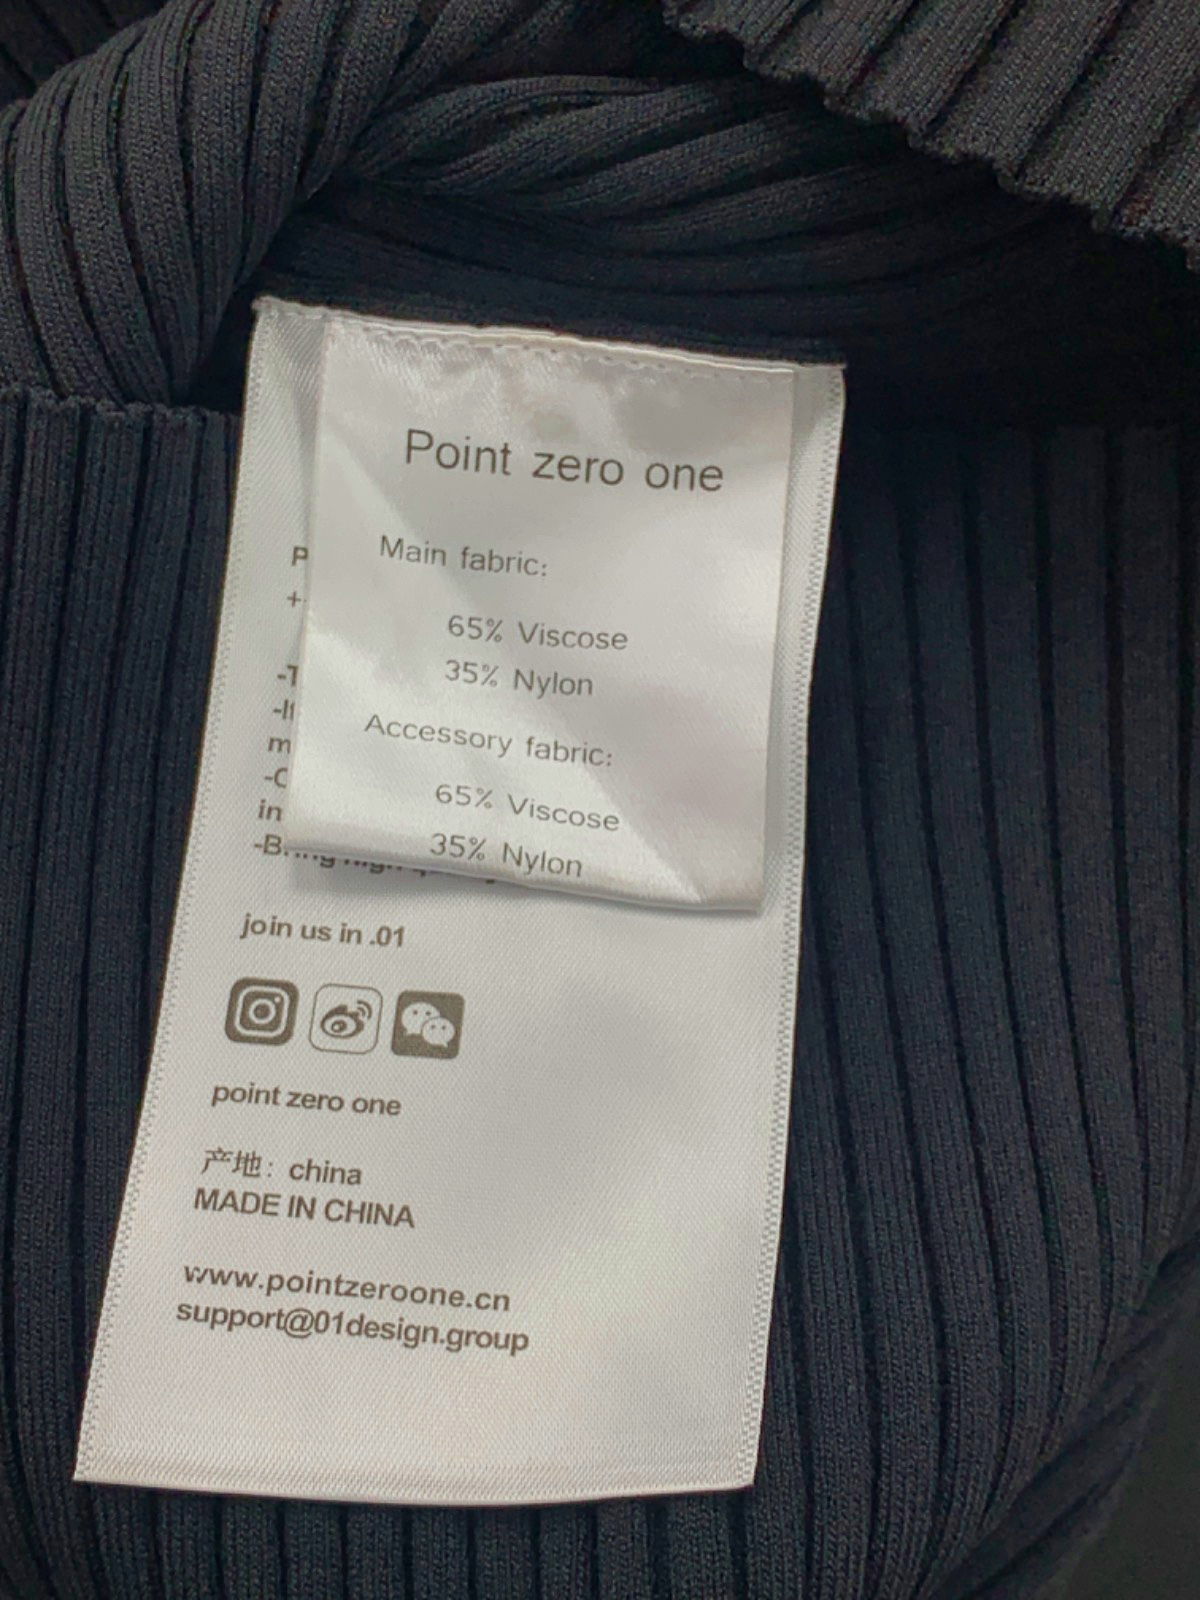 Point zero one
Main fabric:
65% Viscose
35% Nylon
Accessory fabric:
65% Viscose
35% Nylon
join us in .01
point zero one
产地：china
MADE IN CHINA
www.pointzeroone.cn
support@01design.group